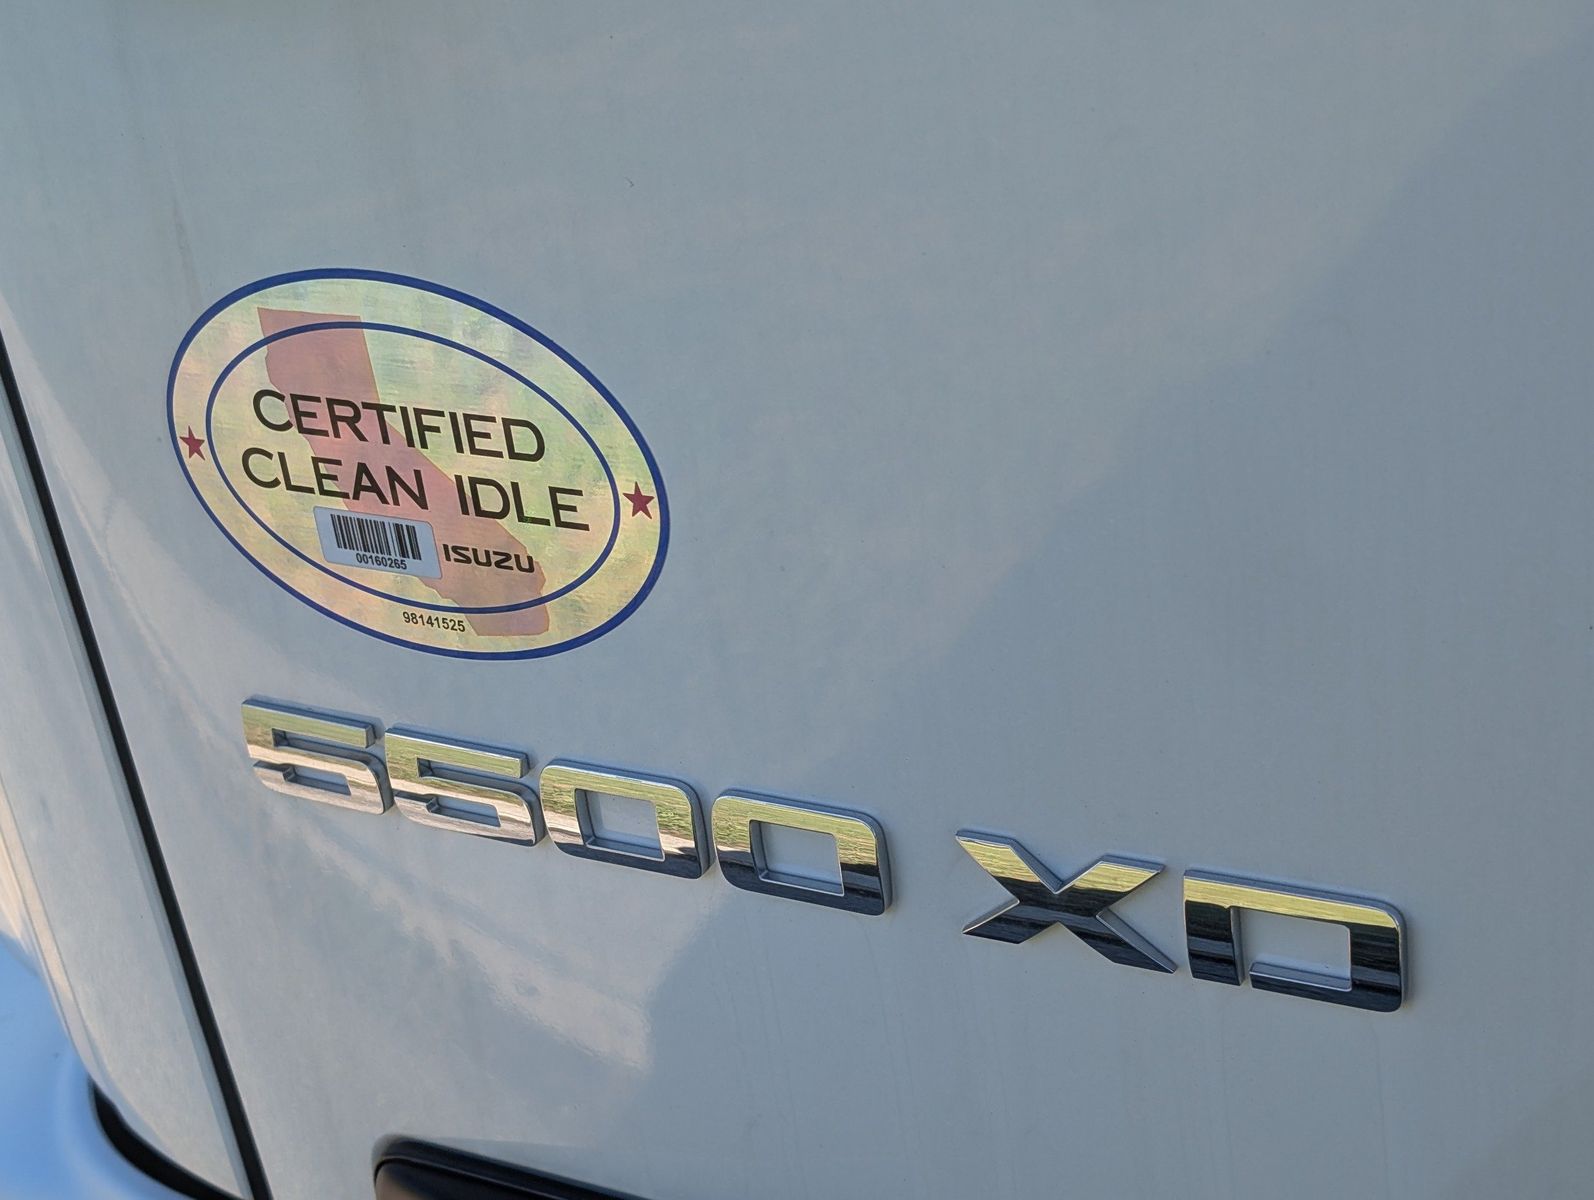 CERTIFIED
CLEAN IDLE
00160265
ISUZU
98141525
5500 XD